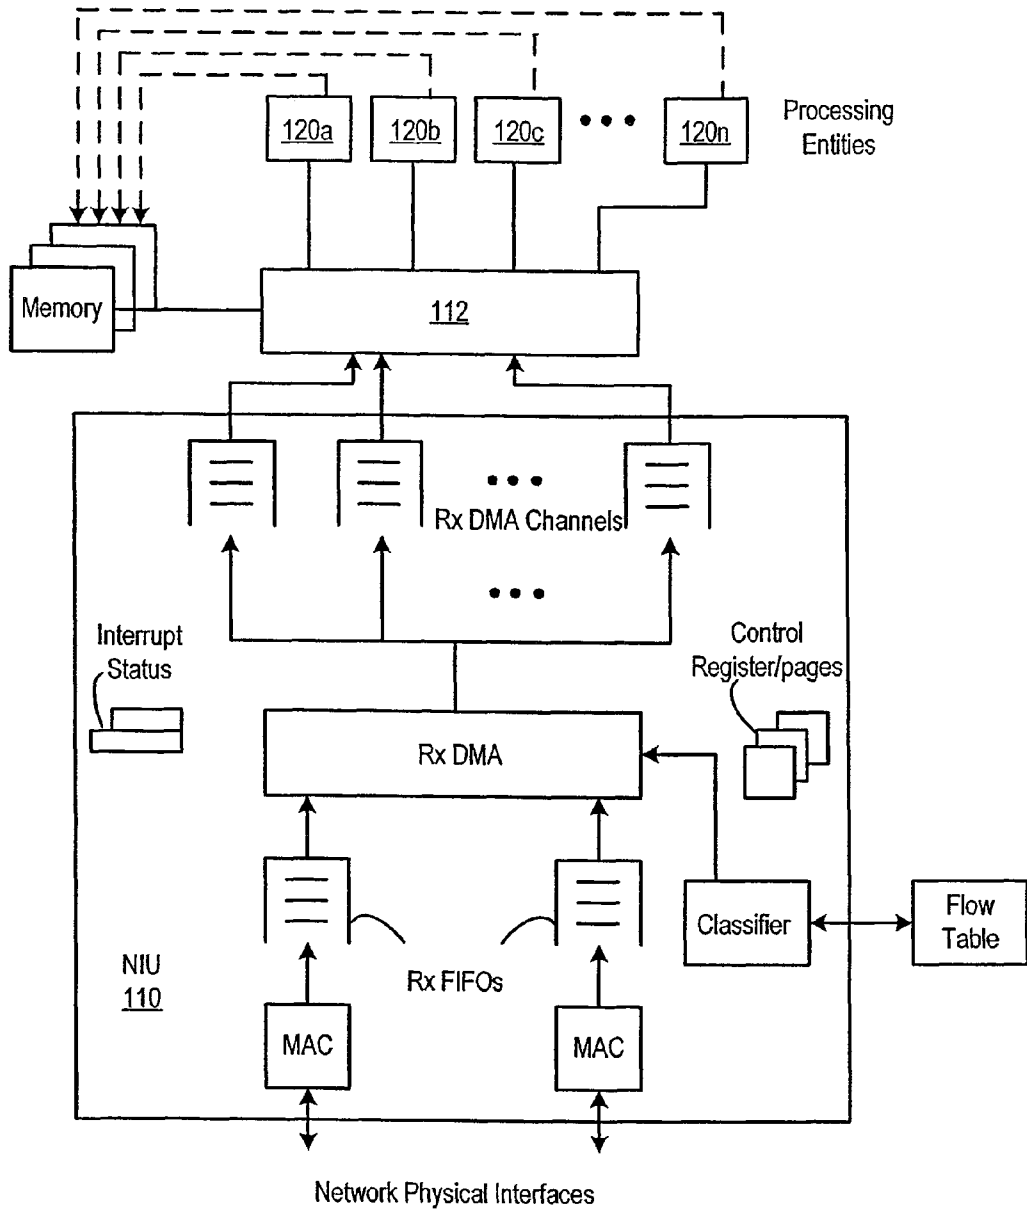 120a
120b
120c
120n
Processing
Entities
Memory
112
Rx DMA Channels
Interrupt
Status
Control
Register/pages
Rx DMA
Classifier
Flow
Table
Rx FIFOs
NIU
110
MAC
MAC
Network Physical Interfaces